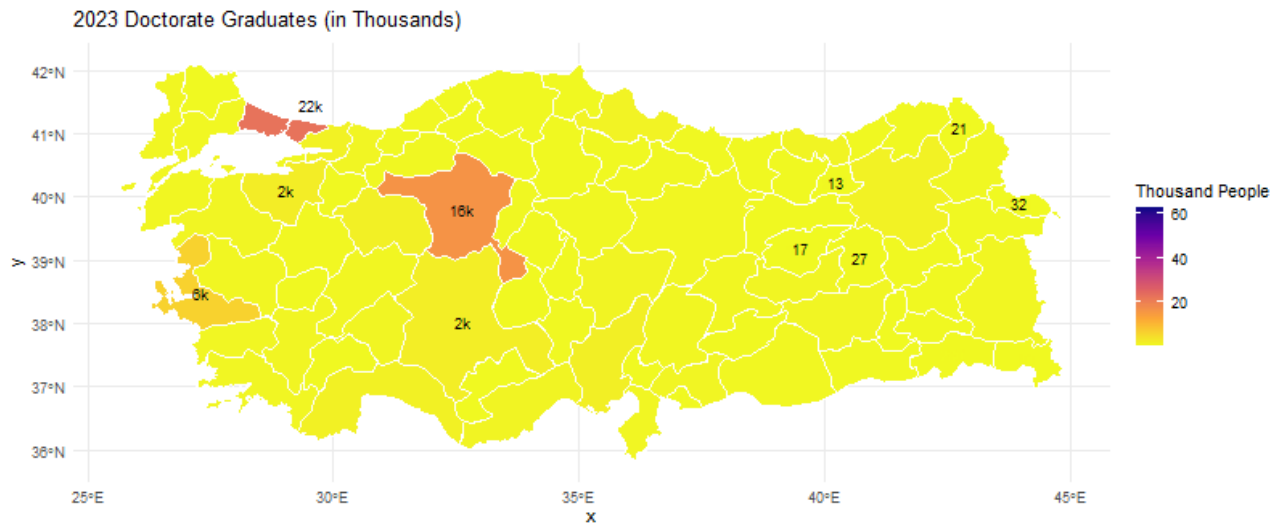 2023 Doctorate Graduates (in Thousands)
42°N
41°N
40°N
39°N
38°N
37°N
36°N
y
22k
21
2k
13
16k
32
17
27
6k
2k
25°E
30°E
35°E
40°E
45°E
x
Thousand People
60
40
20